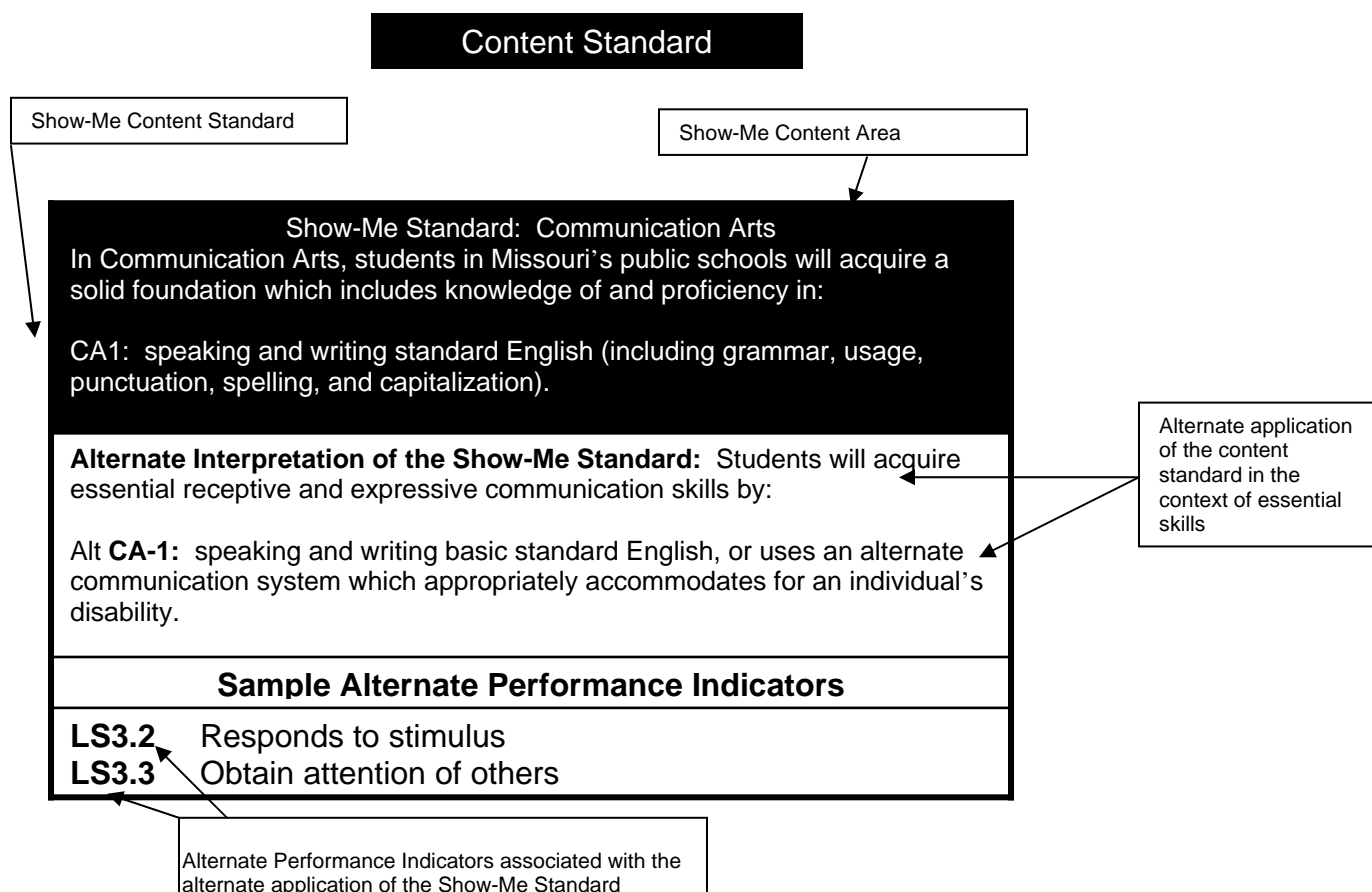 Content Standard
Show-Me Content Standard
Show-Me Content Area
Show-Me Standard:  Communication Arts
In Communication Arts, students in Missouri’s public schools will acquire a
solid foundation which includes knowledge of and proficiency in:
CA1:  speaking and writing standard English (including grammar, usage,
punctuation, spelling, and capitalization).
Alternate Interpretation of the Show-Me Standard:  Students will acquire
essential receptive and expressive communication skills by:
Alt CA-1:  speaking and writing basic standard English, or uses an alternate
communication system which appropriately accommodates for an individual’s
disability.
Alternate application
of the content
standard in the
context of essential
skills
Sample Alternate Performance Indicators
LS3.2 Responds to stimulus
LS3.3 Obtain attention of others
Alternate Performance Indicators associated with the
alternate application of the Show-Me Standard